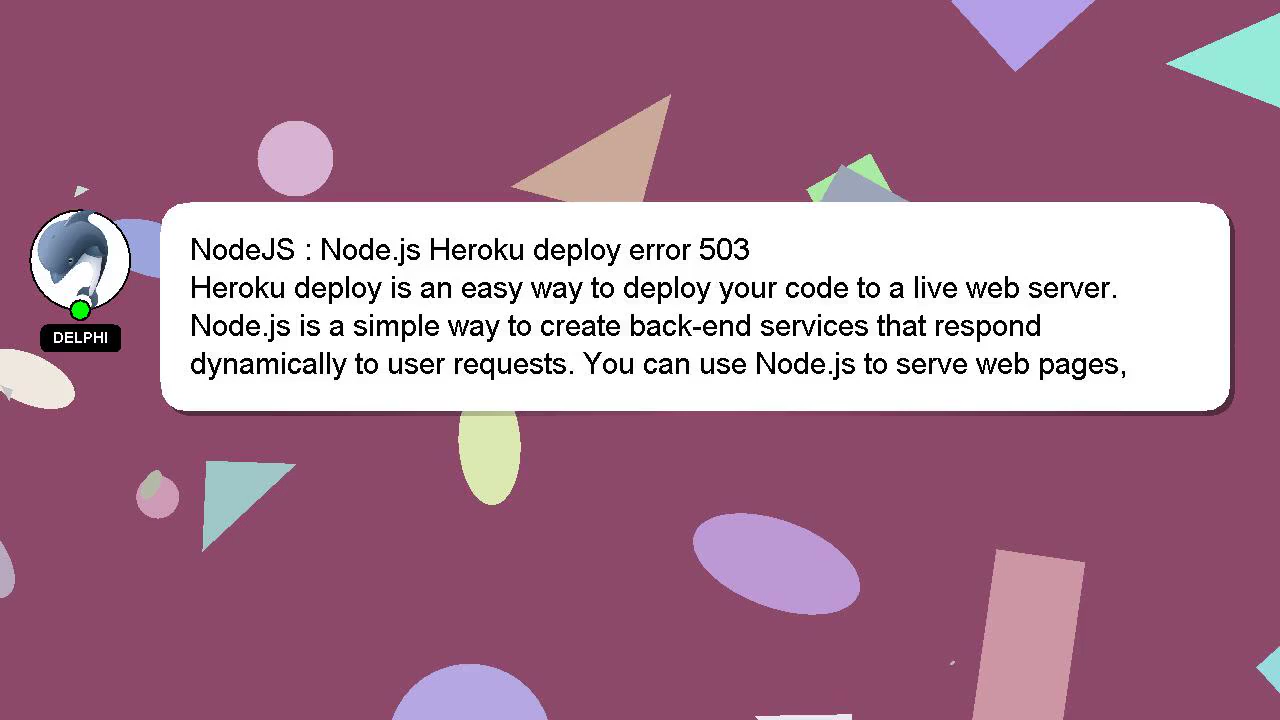 NodeJS : Node.js Heroku deploy error 503
Heroku deploy is an easy way to deploy your code to a live web server.
Node.js is a simple way to create back-end services that respond
dynamically to user requests. You can use Node.js to serve web pages,
DELPHI